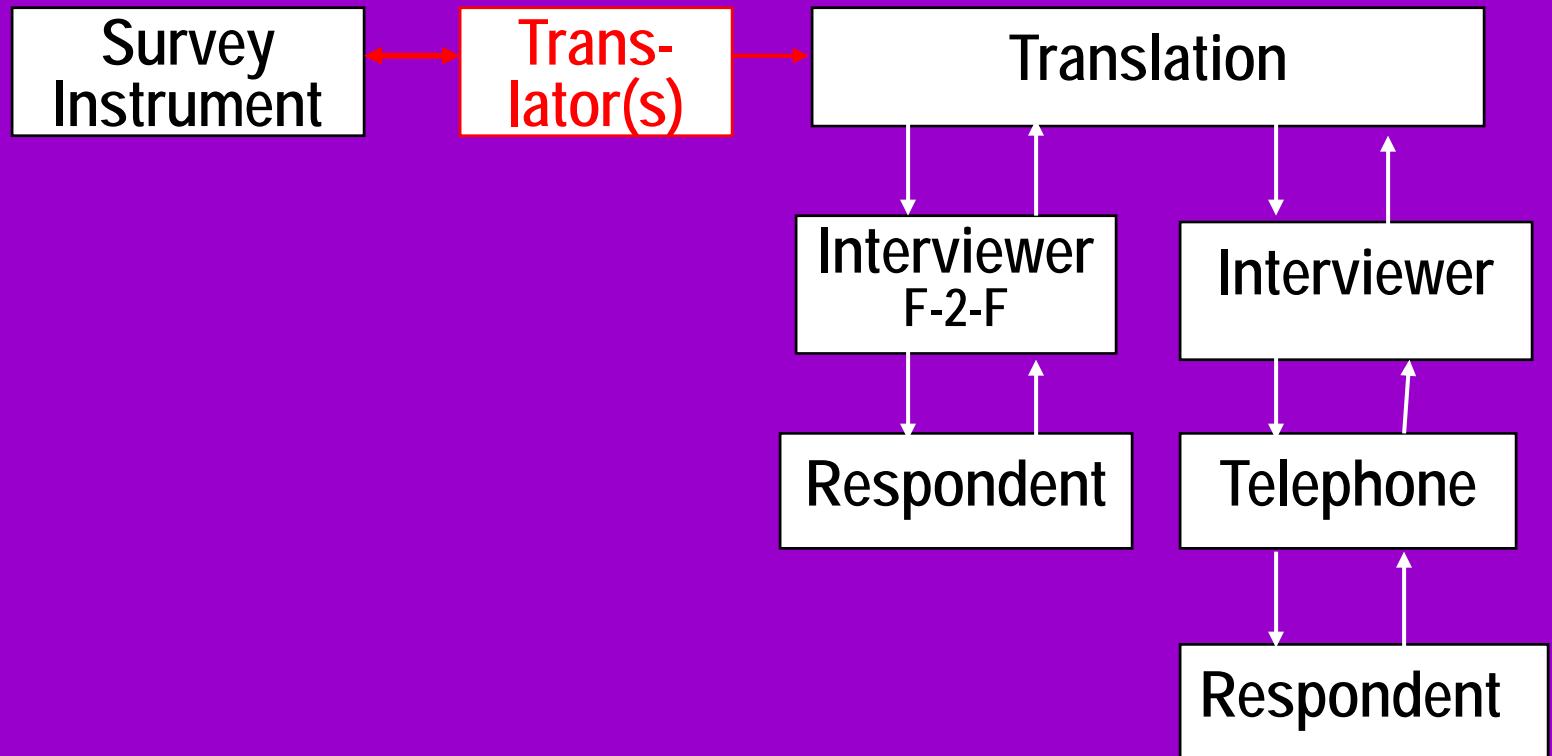 Survey
Instrument
Trans-
lator(s)
Translation
Interviewer
F-2-F
Interviewer
Respondent
Telephone
Respondent